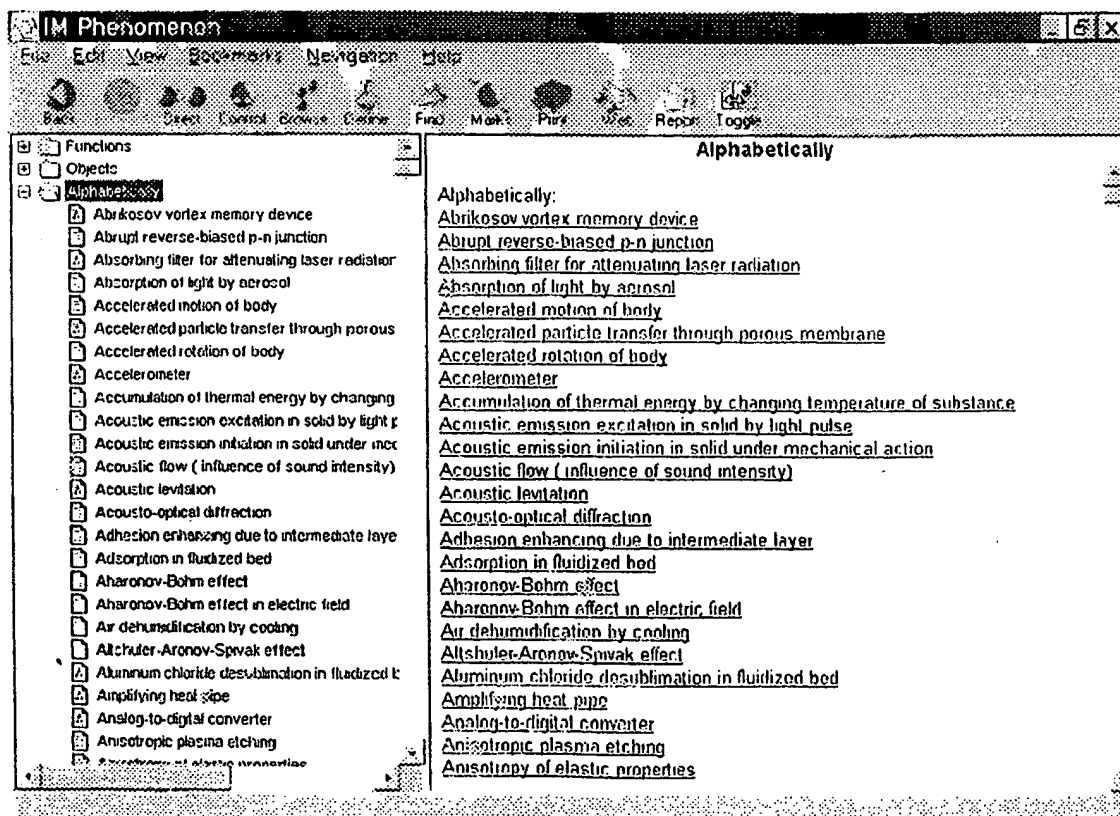 IM Phenomenon
File Edit View Bookmarks Navigation Help
Back Direct Control Browse Define Find Marks Print Web Report Toggle
Functions
Objects
Alphabetically
Abrikosov vortex memory device
Abrupt reverse-biased p-n junction
Absorbing filter for attenuating laser radiation
Absorption of light by aerosol
Accelerated motion of body
Accelerated particle transfer through porous
Accelerated rotation of body
Accelerometer
Accumulation of thermal energy by changing
Acoustic emission excitation in solid by light p
Acoustic emission initiation in solid under mec
Acoustic flow ( influence of sound intensity)
Acoustic levitation
Acousto-optical diffraction
Adhesion enhancing due to intermediate laye
Adsorption in fluidized bed
Aharonov-Bohm effect
Aharonov-Bohm effect in electric field
Air dehumidification by cooling
Altshuler-Aronov-Spivak effect
Aluminum chloride desublimation in fluidized b
Amplifying heat pipe
Analog-to-digital converter
Anisotropic plasma etching
Anisotropy of elastic properties
Alphabetically
Alphabetically:
Abrikosov vortex memory device
Abrupt reverse-biased p-n junction
Absorbing filter for attenuating laser radiation
Absorption of light by aerosol
Accelerated motion of body
Accelerated particle transfer through porous membrane
Accelerated rotation of body
Accelerometer
Accumulation of thermal energy by changing temperature of substance
Acoustic emission excitation in solid by light pulse
Acoustic emission initiation in solid under mechanical action
Acoustic flow ( influence of sound intensity)
Acoustic levitation
Acousto-optical diffraction
Adhesion enhancing due to intermediate layer
Adsorption in fluidized bed
Aharonov-Bohm effect
Aharonov-Bohm effect in electric field
Air dehumidification by cooling
Altshuler-Aronov-Spivak effect
Aluminum chloride desublimation in fluidized bed
Amplifying heat pipe
Analog-to-digital converter
Anisotropic plasma etching
Anisotropy of elastic properties